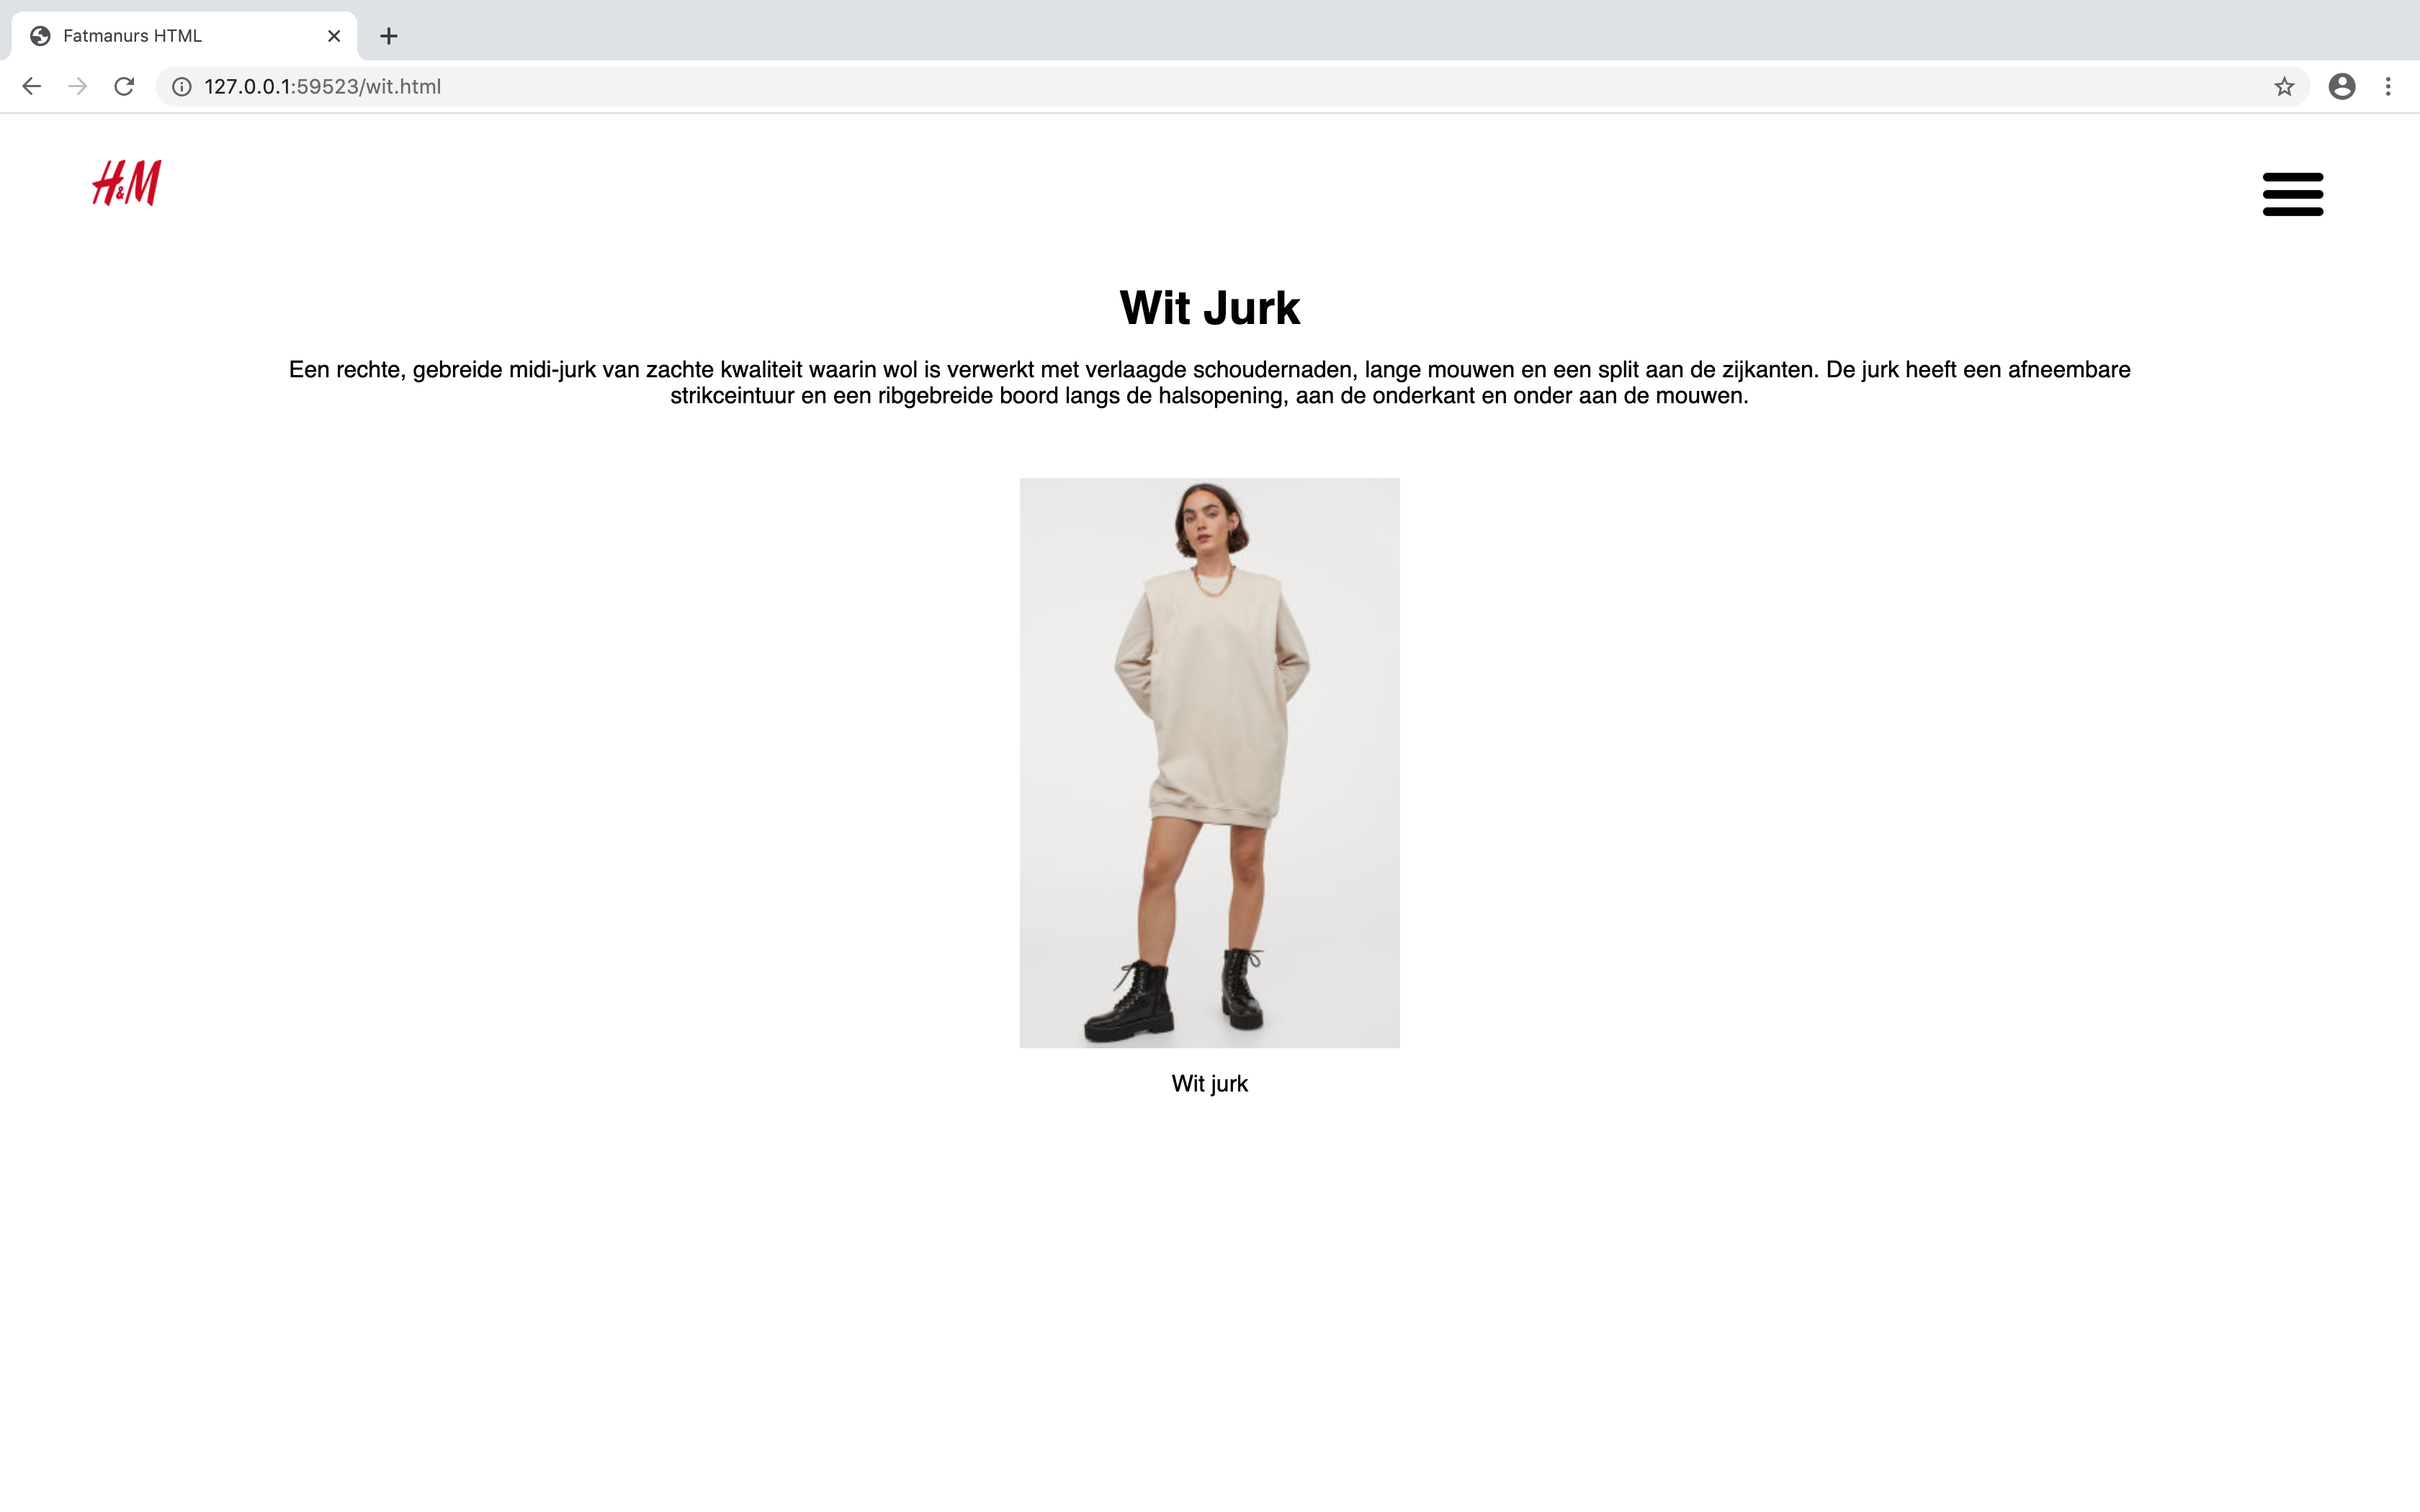 Fatmanurs HTML
127.0.0.1:59523/wit.html
H&M
Wit Jurk
Een rechte, gebreide midi-jurk van zachte kwaliteit waarin wol is verwerkt met verlaagde schoudernaden, lange mouwen en een split aan de zijkanten. De jurk heeft een afneembare
strikceintuur en een ribgebreide boord langs de halsopening, aan de onderkant en onder aan de mouwen.
Wit jurk